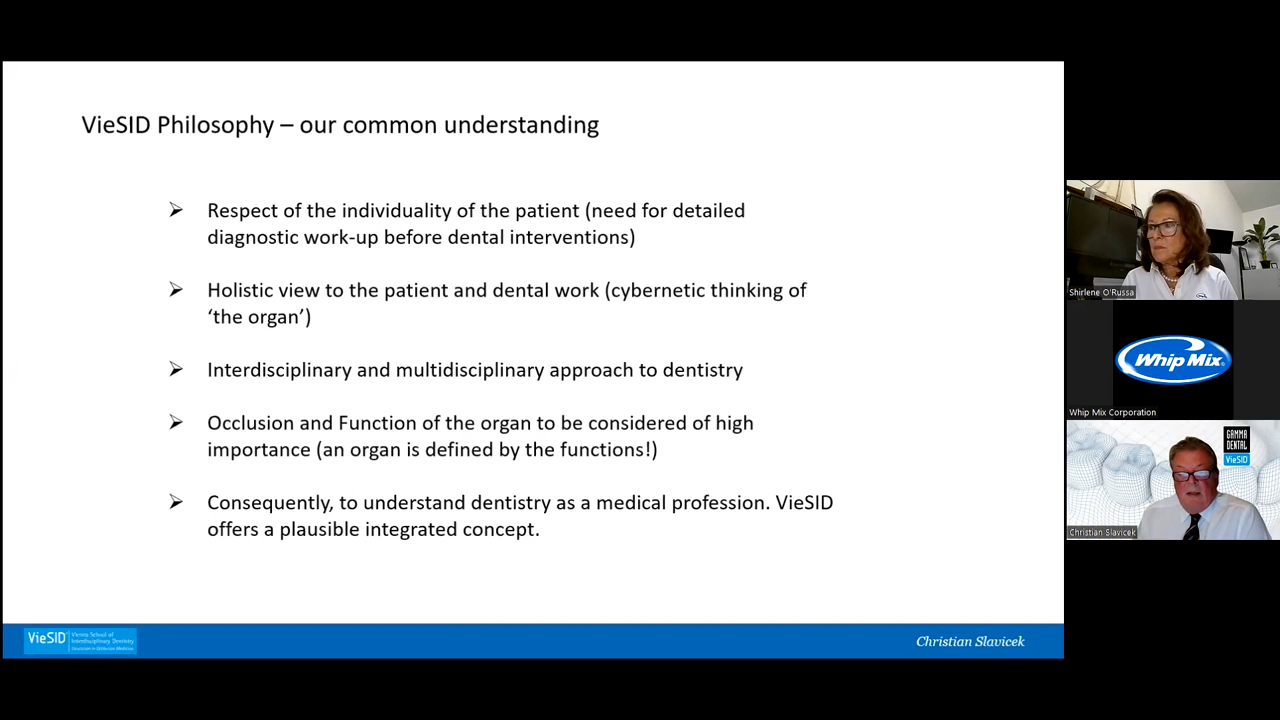 VieSID Philosophy – our common understanding
Respect of the individuality of the patient (need for detailed
diagnostic work-up before dental interventions)
Holistic view to the patient and dental work (cybernetic thinking of
‘the organ’)
Interdisciplinary and multidisciplinary approach to dentistry
Occlusion and Function of the organ to be considered of high
importance (an organ is defined by the functions!)
Consequently, to understand dentistry as a medical profession. VieSID
offers a plausible integrated concept.
VieSID
Vienna School of
Interdisciplinary Dentistry
Christian Slavicek
Shirlene O'Russa
Whip Mix
Whip Mix Corporation
GAMMA
DENTAL
VieSID
Christian Slavicek